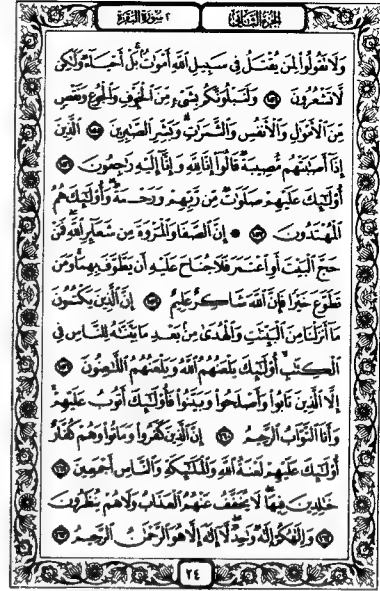 الجزء الثاني
٢ سورة البقرة
وَلَا تَقُولُوا۟ لِمَن يُقْتَلُ فِى سَبِيلِ ٱللَّهِ أَمْوَٰتٌۢ ۚ بَلْ أَحْيَآءٌ وَلَٰكِن
لَّا تَشْعُرُونَ ﴿١٥٤﴾ وَلَنَبْلُوَنَّكُم بِشَىْءٍ مِّنَ ٱلْخَوْفِ وَٱلْجُوعِ وَنَقْصٍ
مِّنَ ٱلْأَمْوَٰلِ وَٱلْأَنفُسِ وَٱلثَّمَرَٰتِ ۗ وَبَشِّرِ ٱلصَّٰبِرِينَ ﴿١٥٥﴾ ٱلَّذِينَ
إِذَآ أَصَٰبَتْهُم مُّصِيبَةٌ قَالُوٓا۟ إِنَّا لِلَّهِ وَإِنَّآ إِلَيْهِ رَٰجِعُونَ ﴿١٥٦﴾
أُو۟لَٰٓئِكَ عَلَيْهِمْ صَلَوَٰتٌ مِّن رَّبِّهِمْ وَرَحْمَةٌ ۖ وَأُو۟لَٰٓئِكَ هُمُ
ٱلْمُهْتَدُونَ ﴿١٥٧﴾ ۞ إِنَّ ٱلصَّفَا وَٱلْمَرْوَةَ مِن شَعَآئِرِ ٱللَّهِ ۖ فَمَنْ
حَجَّ ٱلْبَيْتَ أَوِ ٱعْتَمَرَ فَلَا جُنَاحَ عَلَيْهِ أَن يَطَّوَّفَ بِهِمَا ۚ وَمَن
تَطَوَّعَ خَيْرًا فَإِنَّ ٱللَّهَ شَاكِرٌ عَلِيمٌ ﴿١٥٨﴾ إِنَّ ٱلَّذِينَ يَكْتُمُونَ
مَآ أَنزَلْنَا مِنَ ٱلْبَيِّنَٰتِ وَٱلْهُدَىٰ مِنۢ بَعْدِ مَا بَيَّنَّٰهُ لِلنَّاسِ فِى
ٱلْكِتَٰبِ ۙ أُو۟لَٰٓئِكَ يَلْعَنُهُمُ ٱللَّهُ وَيَلْعَنُهُمُ ٱللَّٰعِنُونَ ﴿١٥٩﴾
إِلَّا ٱلَّذِينَ تَابُوا۟ وَأَصْلَحُوا۟ وَبَيَّنُوا۟ فَأُو۟لَٰٓئِكَ أَتُوبُ عَلَيْهِمْ ۚ
وَأَنَا ٱلتَّوَّابُ ٱلرَّحِيمُ ﴿١٦٠﴾ إِنَّ ٱلَّذِينَ كَفَرُوا۟ وَمَاتُوا۟ وَهُمْ كُفَّارٌ
أُو۟لَٰٓئِكَ عَلَيْهِمْ لَعْنَةُ ٱللَّهِ وَٱلْمَلَٰٓئِكَةِ وَٱلنَّاسِ أَجْمَعِينَ ﴿١٦١﴾
خَٰلِدِينَ فِيهَا ۖ لَا يُخَفَّفُ عَنْهُمُ ٱلْعَذَابُ وَلَا هُمْ يُنظَرُونَ
﴿١٦٢﴾ وَإِلَٰهُكُمْ إِلَٰهٌ وَٰحِدٌ ۖ لَّآ إِلَٰهَ إِلَّا هُوَ ٱلرَّحْمَٰنُ ٱلرَّحِيمُ ﴿١٦٣﴾
٢٤